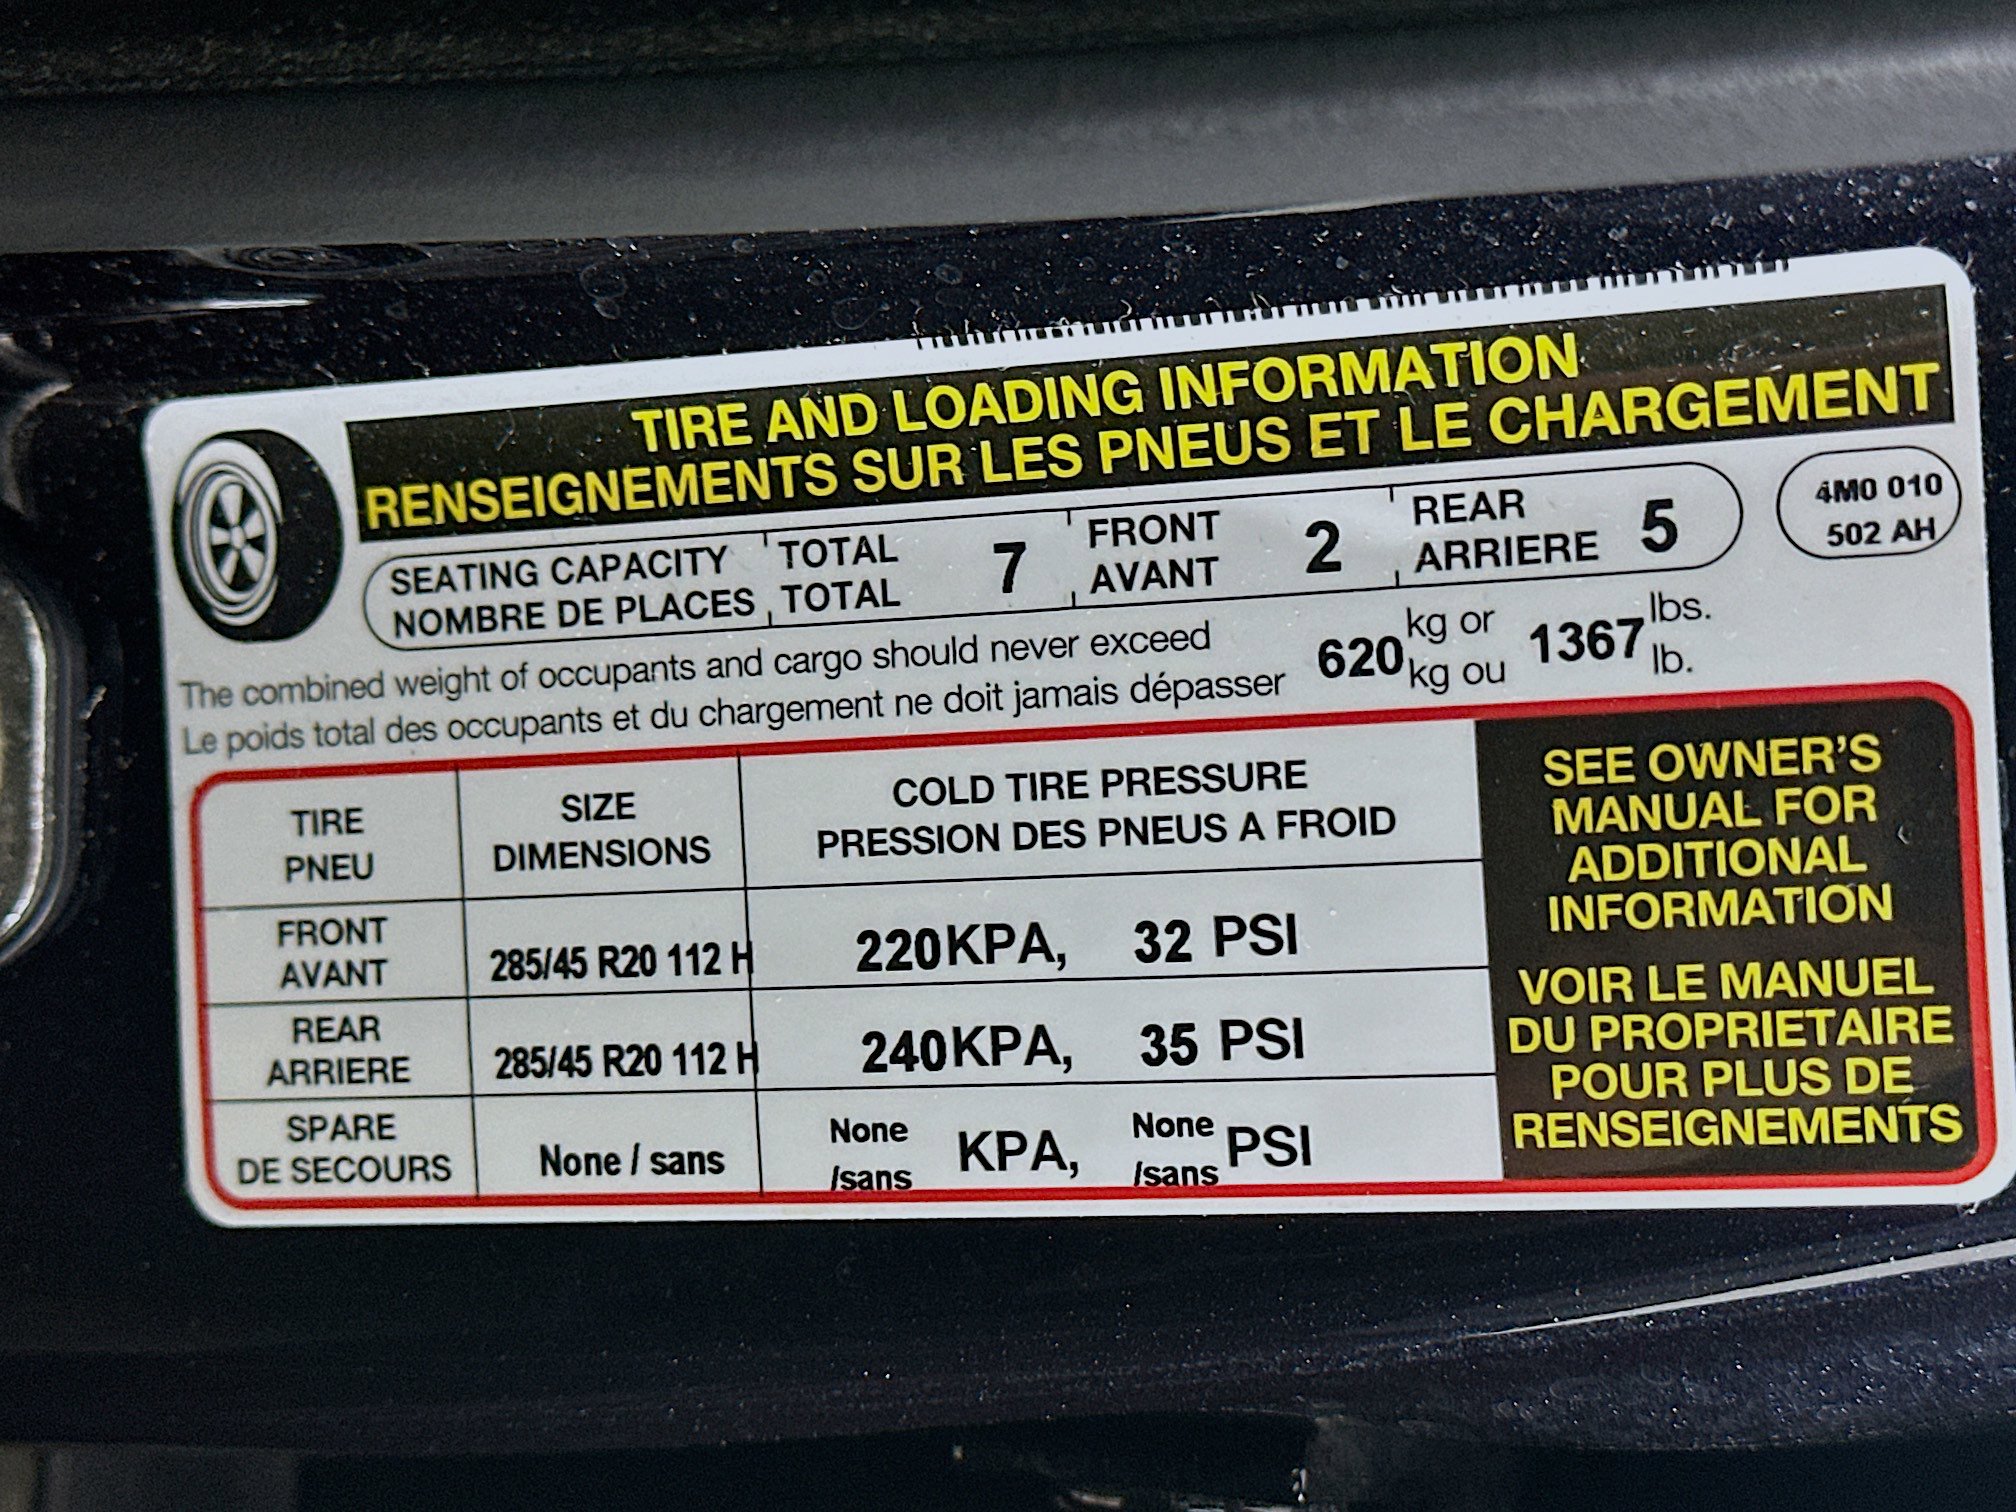 TIRE AND LOADING INFORMATION
RENSEIGNEMENTS SUR LES PNEUS ET LE CHARGEMENT
SEATING CAPACITY TOTAL 7 FRONT 2 REAR 5
NOMBRE DE PLACES TOTAL AVANT ARRIERE
4M0 010
502 AH
The combined weight of occupants and cargo should never exceed 620 kg or 1367 lbs.
Le poids total des occupants et du chargement ne doit jamais dépasser kg ou lb.
TIRE SIZE COLD TIRE PRESSURE
PNEU DIMENSIONS PRESSION DES PNEUS A FROID
FRONT
AVANT 285/45 R20 112 H 220 KPA, 32 PSI
REAR
ARRIERE 285/45 R20 112 H 240 KPA, 35 PSI
SPARE None None
DE SECOURS None / sans /sans KPA, /sans PSI
SEE OWNER'S
MANUAL FOR
ADDITIONAL
INFORMATION
VOIR LE MANUEL
DU PROPRIETAIRE
POUR PLUS DE
RENSEIGNEMENTS